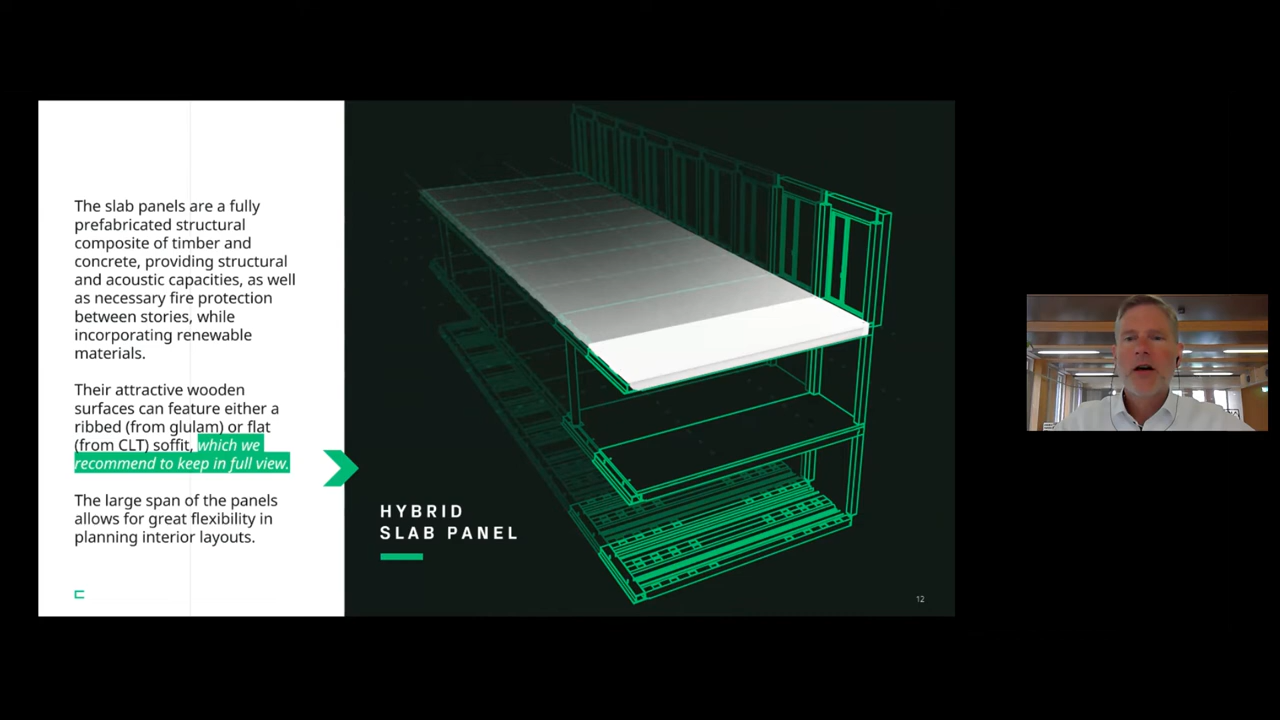 The slab panels are a fully
prefabricated structural
composite of timber and
concrete, providing structural
and acoustic capacities, as well
as necessary fire protection
between stories, while
incorporating renewable
materials.
Their attractive wooden
surfaces can feature either a
ribbed (from glulam) or flat
(from CLT) soffit, which we
recommend to keep in full view.
The large span of the panels
allows for great flexibility in
planning interior layouts.
HYBRID
SLAB PANEL
12